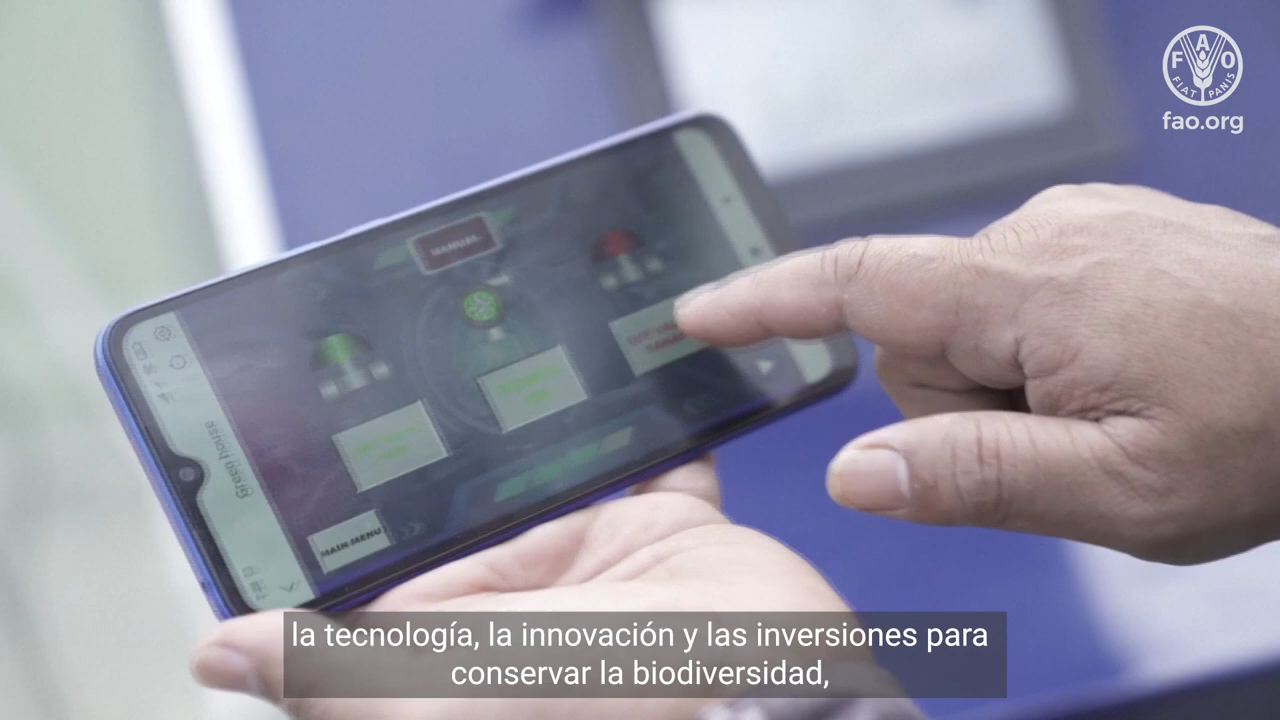 FAO
FIAT PANIS
fao.org
MANUAL
Green house
MAIN MENU
la tecnología, la innovación y las inversiones para
conservar la biodiversidad,